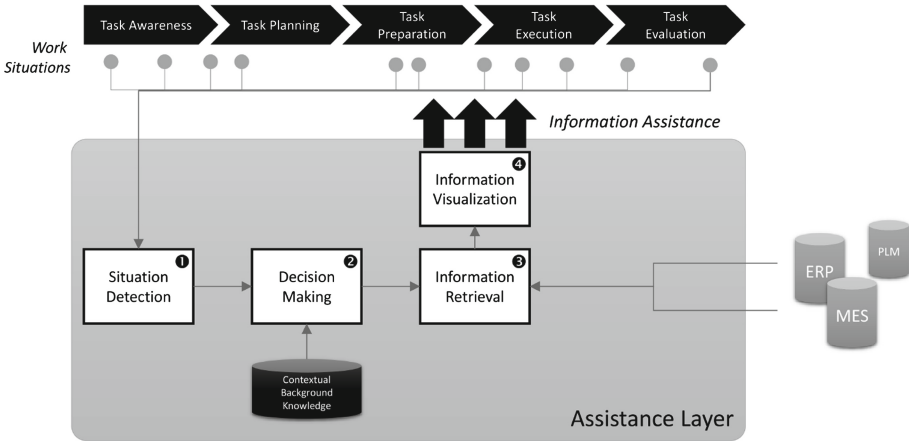 Task Awareness
Task Planning
Task
Preparation
Task
Execution
Task
Evaluation
Work
Situations
Information Assistance
4
Information
Visualization
1
Situation
Detection
2
Decision
Making
3
Information
Retrieval
ERP
PLM
MES
Contextual
Background
Knowledge
Assistance Layer